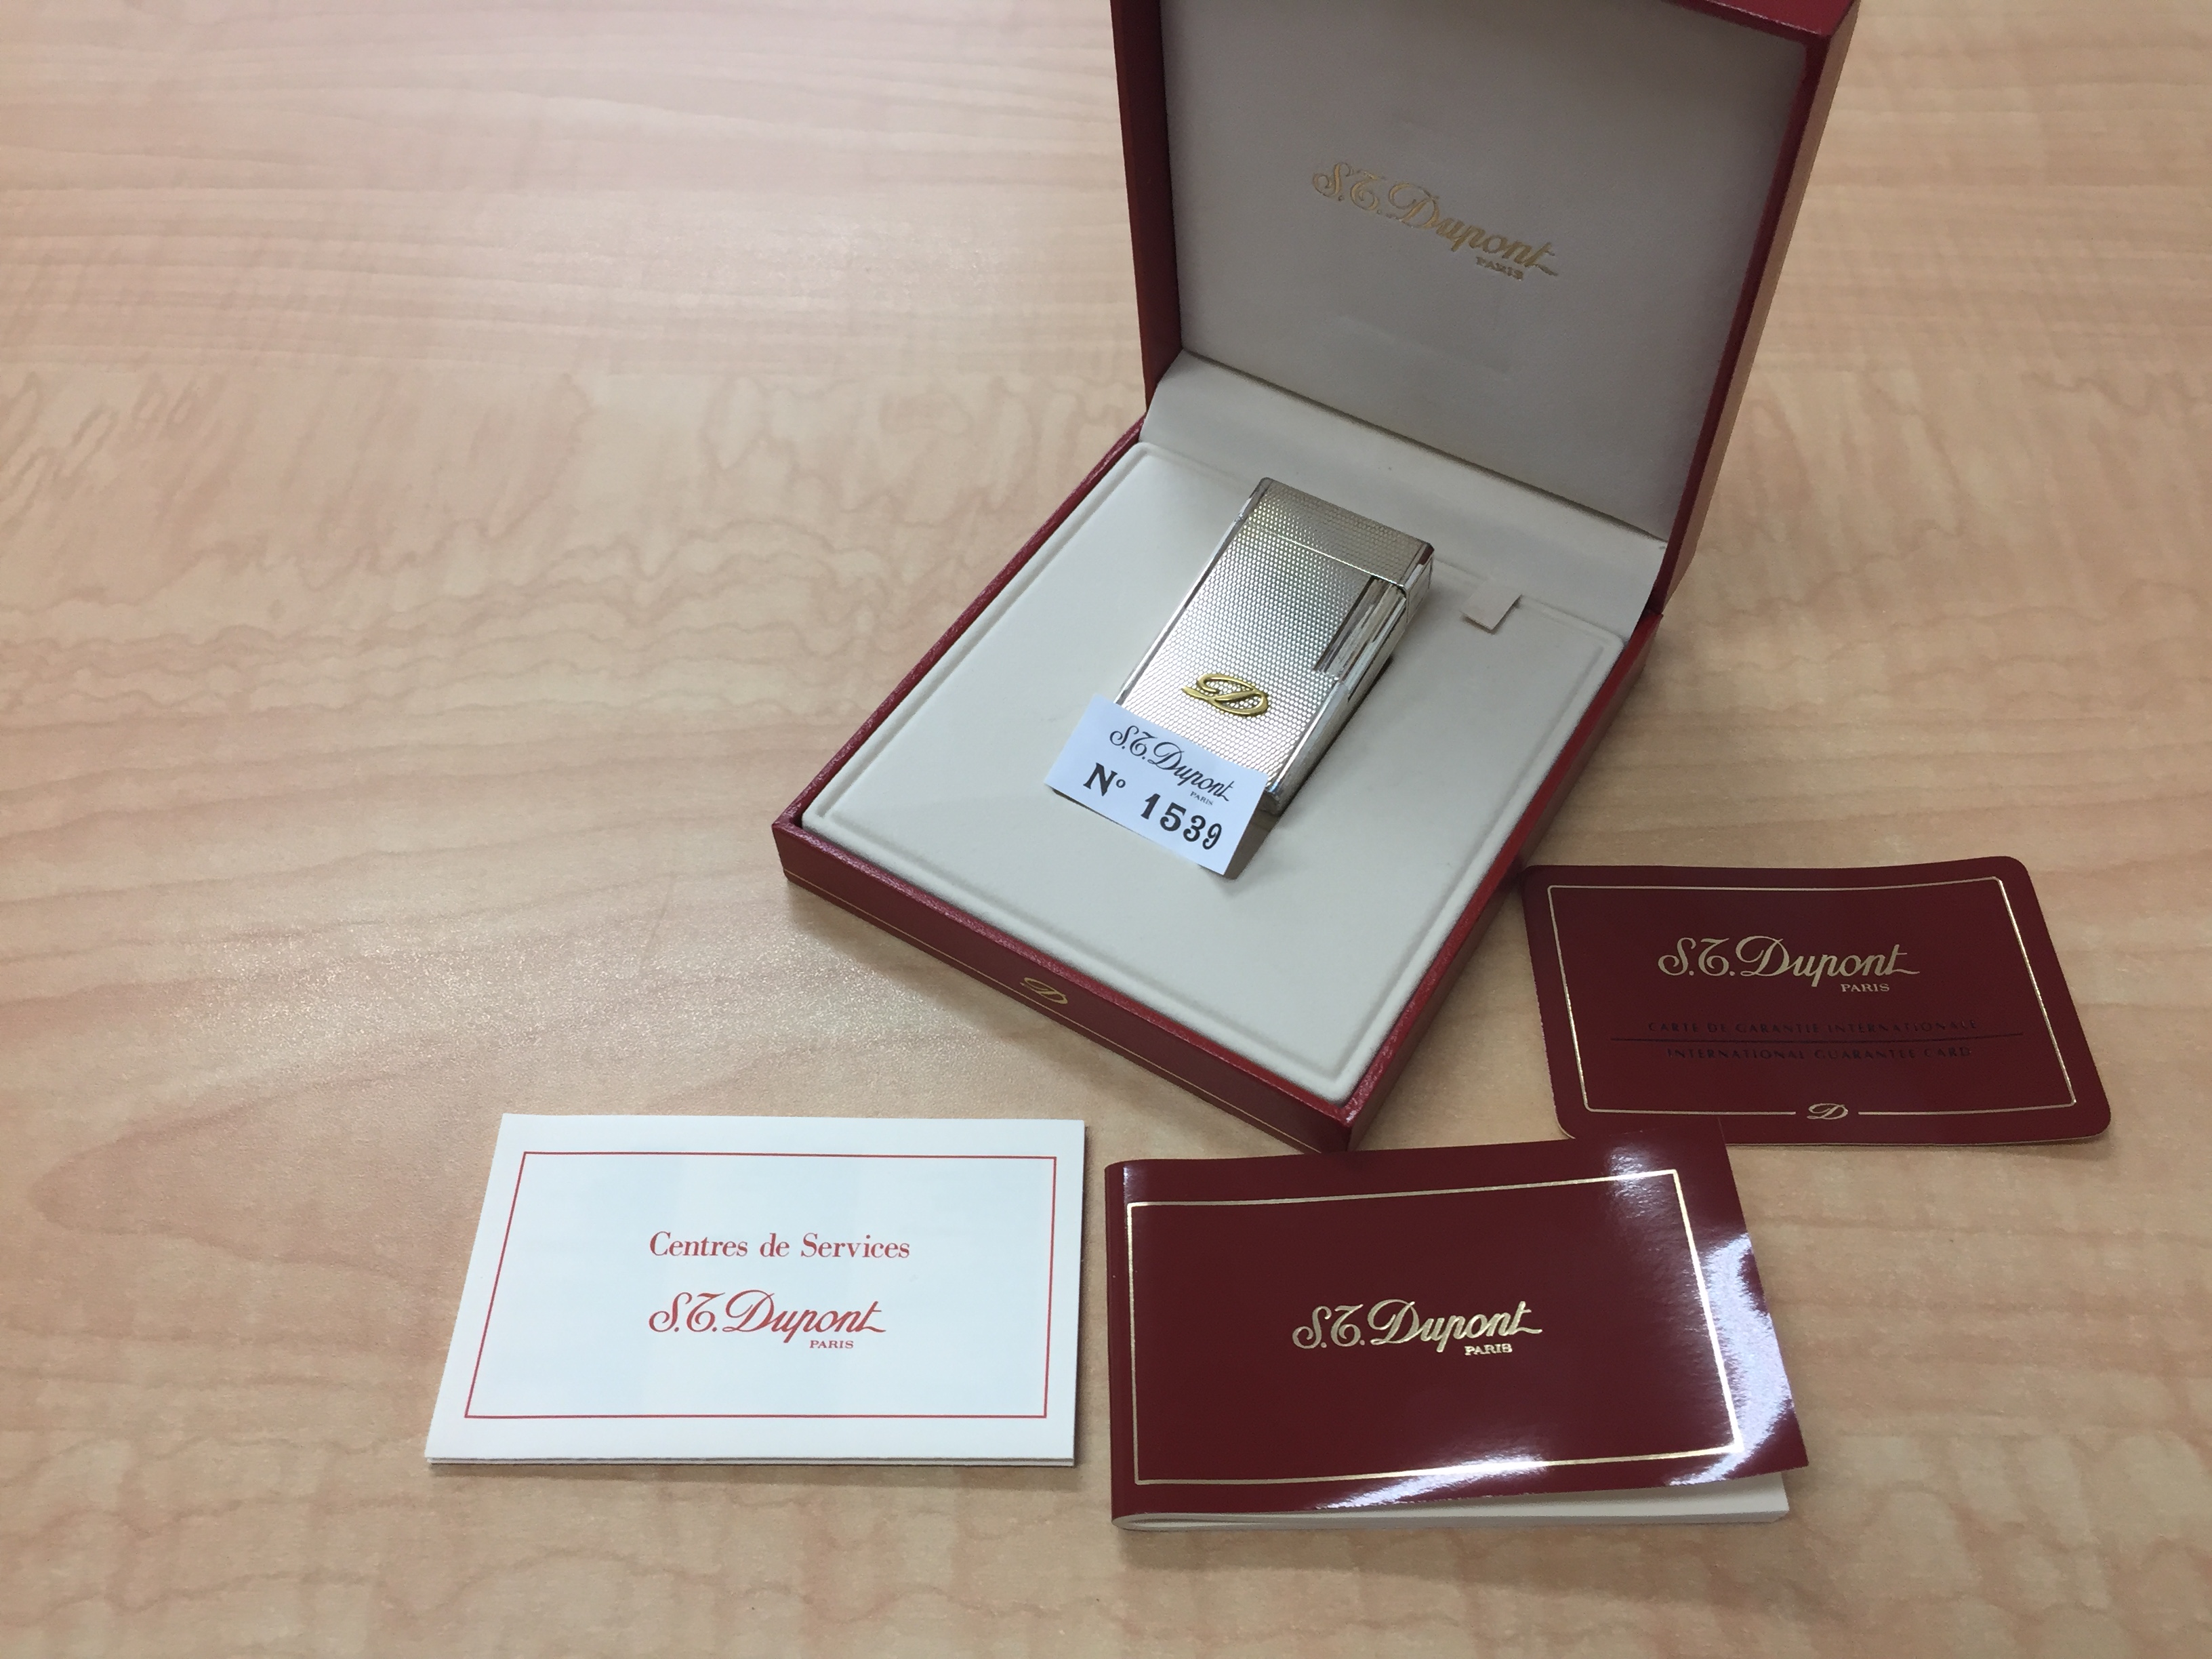 S.T. Dupont
PARIS
D
S.T. Dupont
PARIS
Nº 1539
D
S.T. Dupont
PARIS
CARTE DE GARANTIE INTERNATIONALE
INTERNATIONAL GUARANTEE CARD
D
Centres de Services
S.T. Dupont
PARIS
S.T. Dupont
PARIS